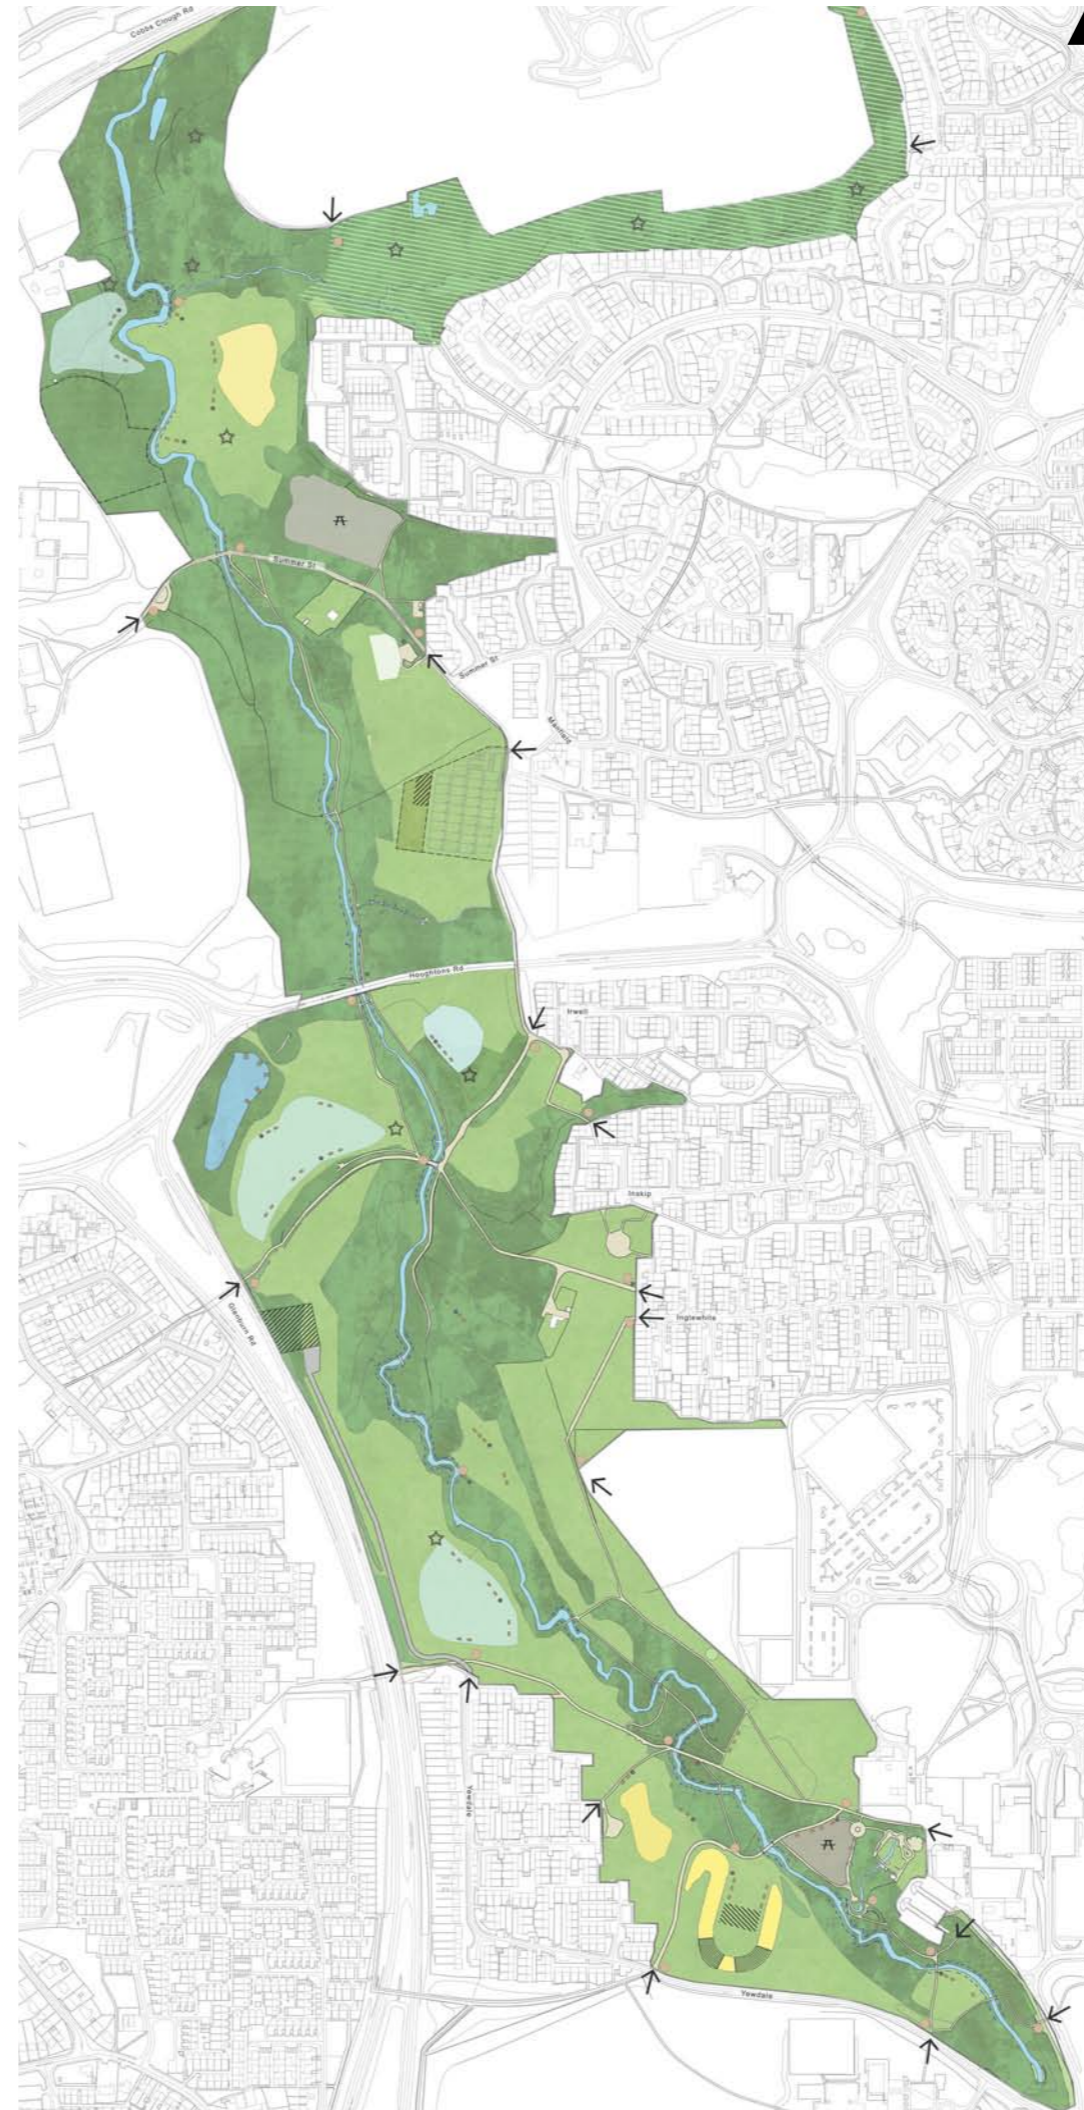 Cobbs Clough Rd
Summer St
Summer St
Manfield
Houghtons Rd
Irwell
Inskip
Inglewhite
Glenburn Rd
Yewdale
Yewdale